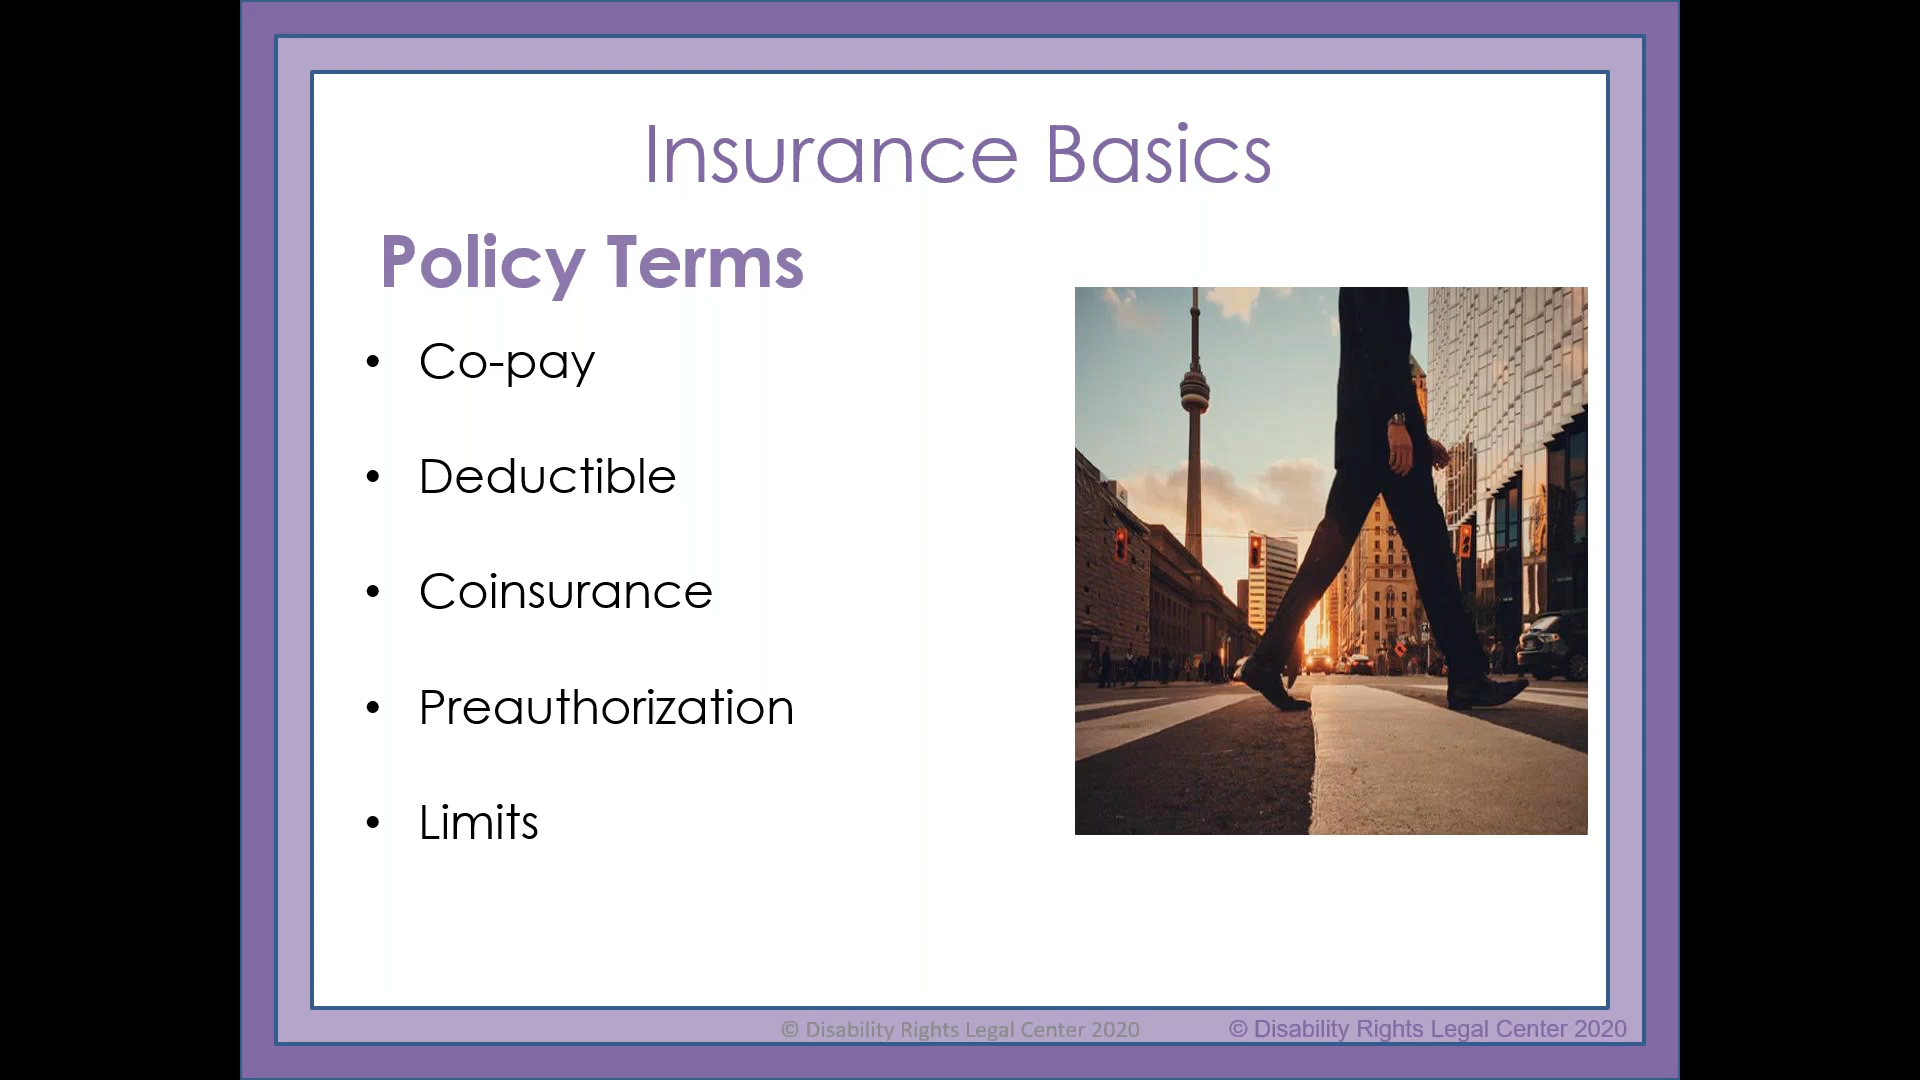 Insurance Basics
Policy Terms
• Co-pay
• Deductible
• Coinsurance
• Preauthorization
• Limits
© Disability Rights Legal Center 2020
© Disability Rights Legal Center 2020